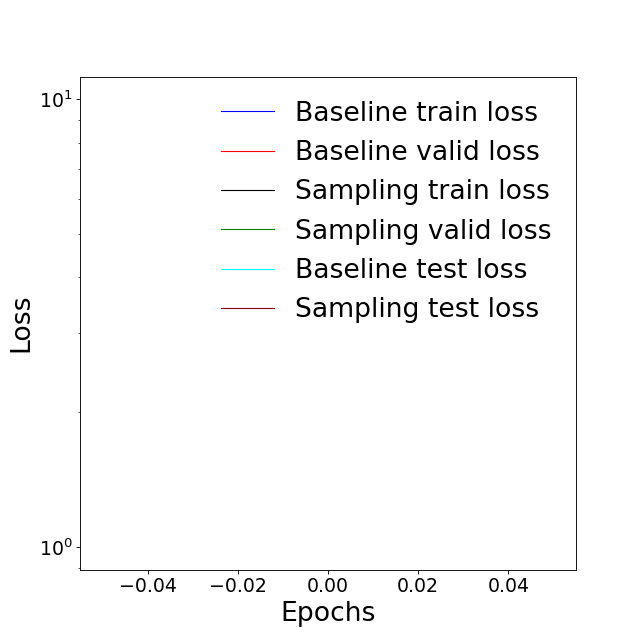 10¹
Baseline train loss
Baseline valid loss
Sampling train loss
Sampling valid loss
Baseline test loss
Sampling test loss
Loss
10⁰
−0.04 −0.02 0.00 0.02 0.04
Epochs